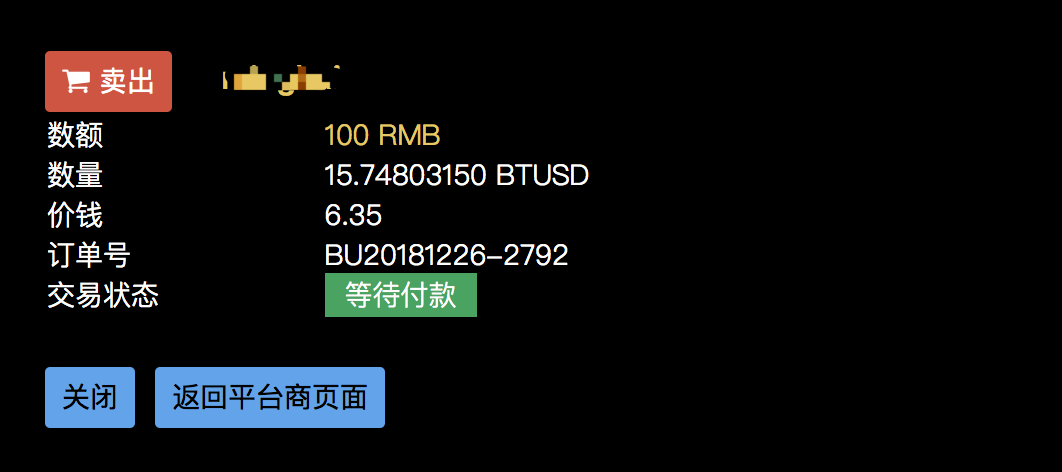 卖出
数额 100 RMB
数量 15.74803150 BTUSD
价钱 6.35
订单号 BU20181226-2792
交易状态 等待付款
关闭 返回平台商页面